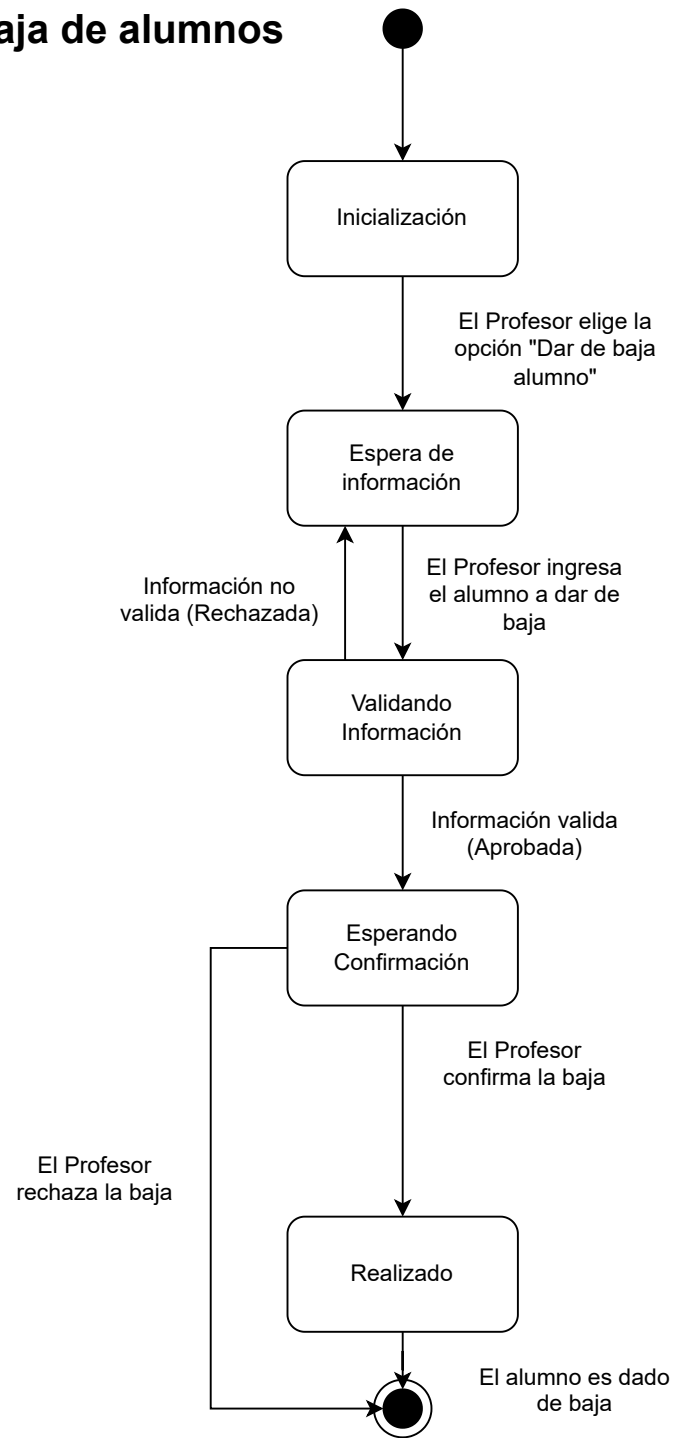 aja de alumnos
Inicialización
El Profesor elige la
opción "Dar de baja
alumno"
Espera de
información
Información no
valida (Rechazada)
El Profesor ingresa
el alumno a dar de
baja
Validando
Información
Información valida
(Aprobada)
Esperando
Confirmación
El Profesor
confirma la baja
El Profesor
rechaza la baja
Realizado
El alumno es dado
de baja